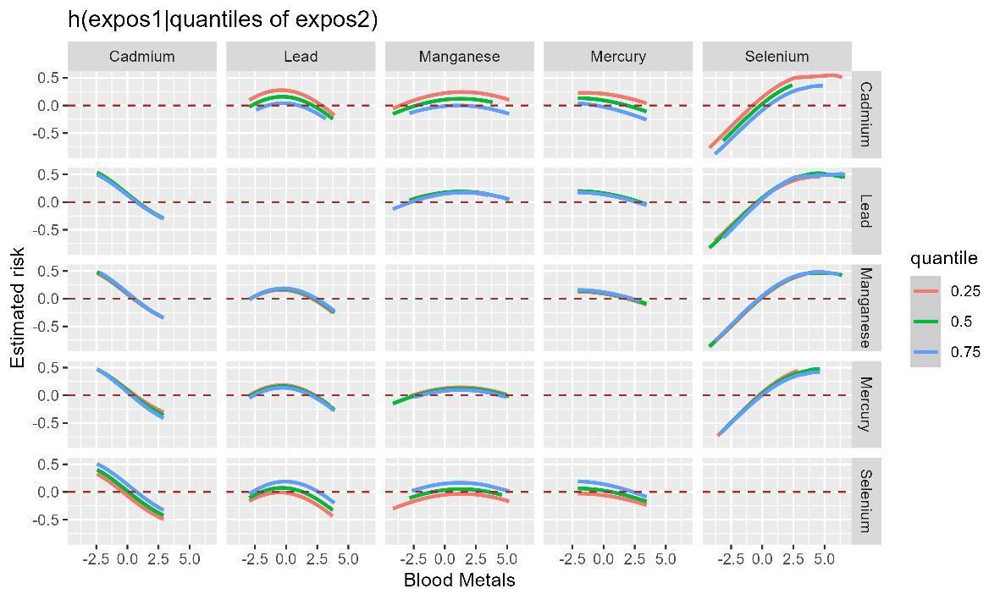 h(expos1|quantiles of expos2)
Cadmium Lead Manganese Mercury Selenium
0.5
0.0
-0.5
Cadmium
0.5
0.0
-0.5
Lead
0.5
0.0
-0.5
Manganese
0.5
0.0
-0.5
Mercury
0.5
0.0
-0.5
Selenium
Estimated risk
-2.5 0.0 2.5 5.0 -2.5 0.0 2.5 5.0 -2.5 0.0 2.5 5.0 -2.5 0.0 2.5 5.0 -2.5 0.0 2.5 5.0
Blood Metals
quantile
0.25
0.5
0.75